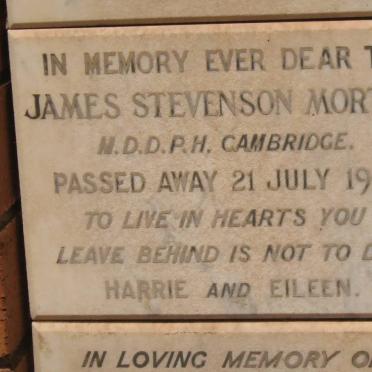 IN MEMORY EVER DEAR T
JAMES STEVENSON MORT
M.D.D.P.H. CAMBRIDGE.
PASSED AWAY 21 JULY 19
TO LIVE IN HEARTS YOU
LEAVE BEHIND IS NOT TO D
HARRIE AND EILEEN.
IN LOVING MEMORY O